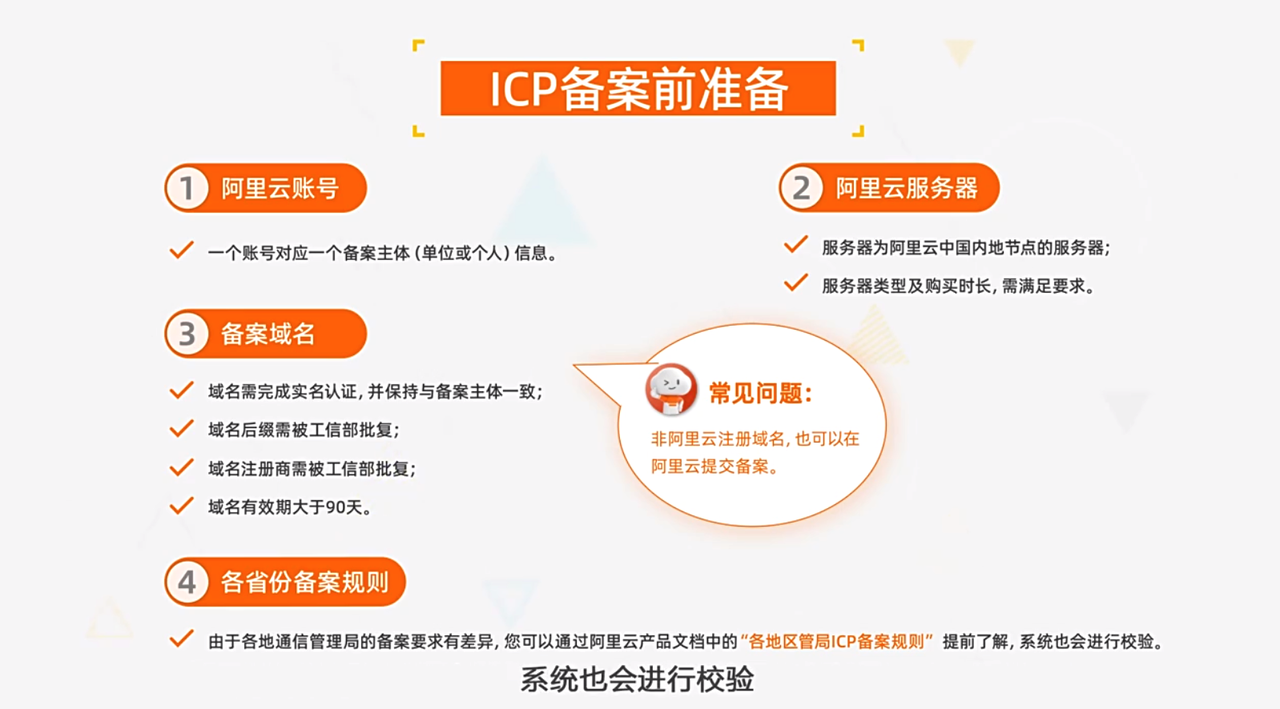 ICP备案前准备
1 阿里云账号
一个账号对应一个备案主体(单位或个人)信息。
2 阿里云服务器
服务器为阿里云中国内地节点的服务器;
服务器类型及购买时长,需满足要求。
3 备案域名
域名需完成实名认证,并保持与备案主体一致;
域名后缀需被工信部批复;
域名注册商需被工信部批复;
域名有效期大于90天。
常见问题:
非阿里云注册域名,也可以在
阿里云提交备案。
4 各省份备案规则
由于各地通信管理局的备案要求有差异,您可以通过阿里云产品文档中的“各地区管局ICP备案规则”提前了解,系统也会进行校验。
系统也会进行校验